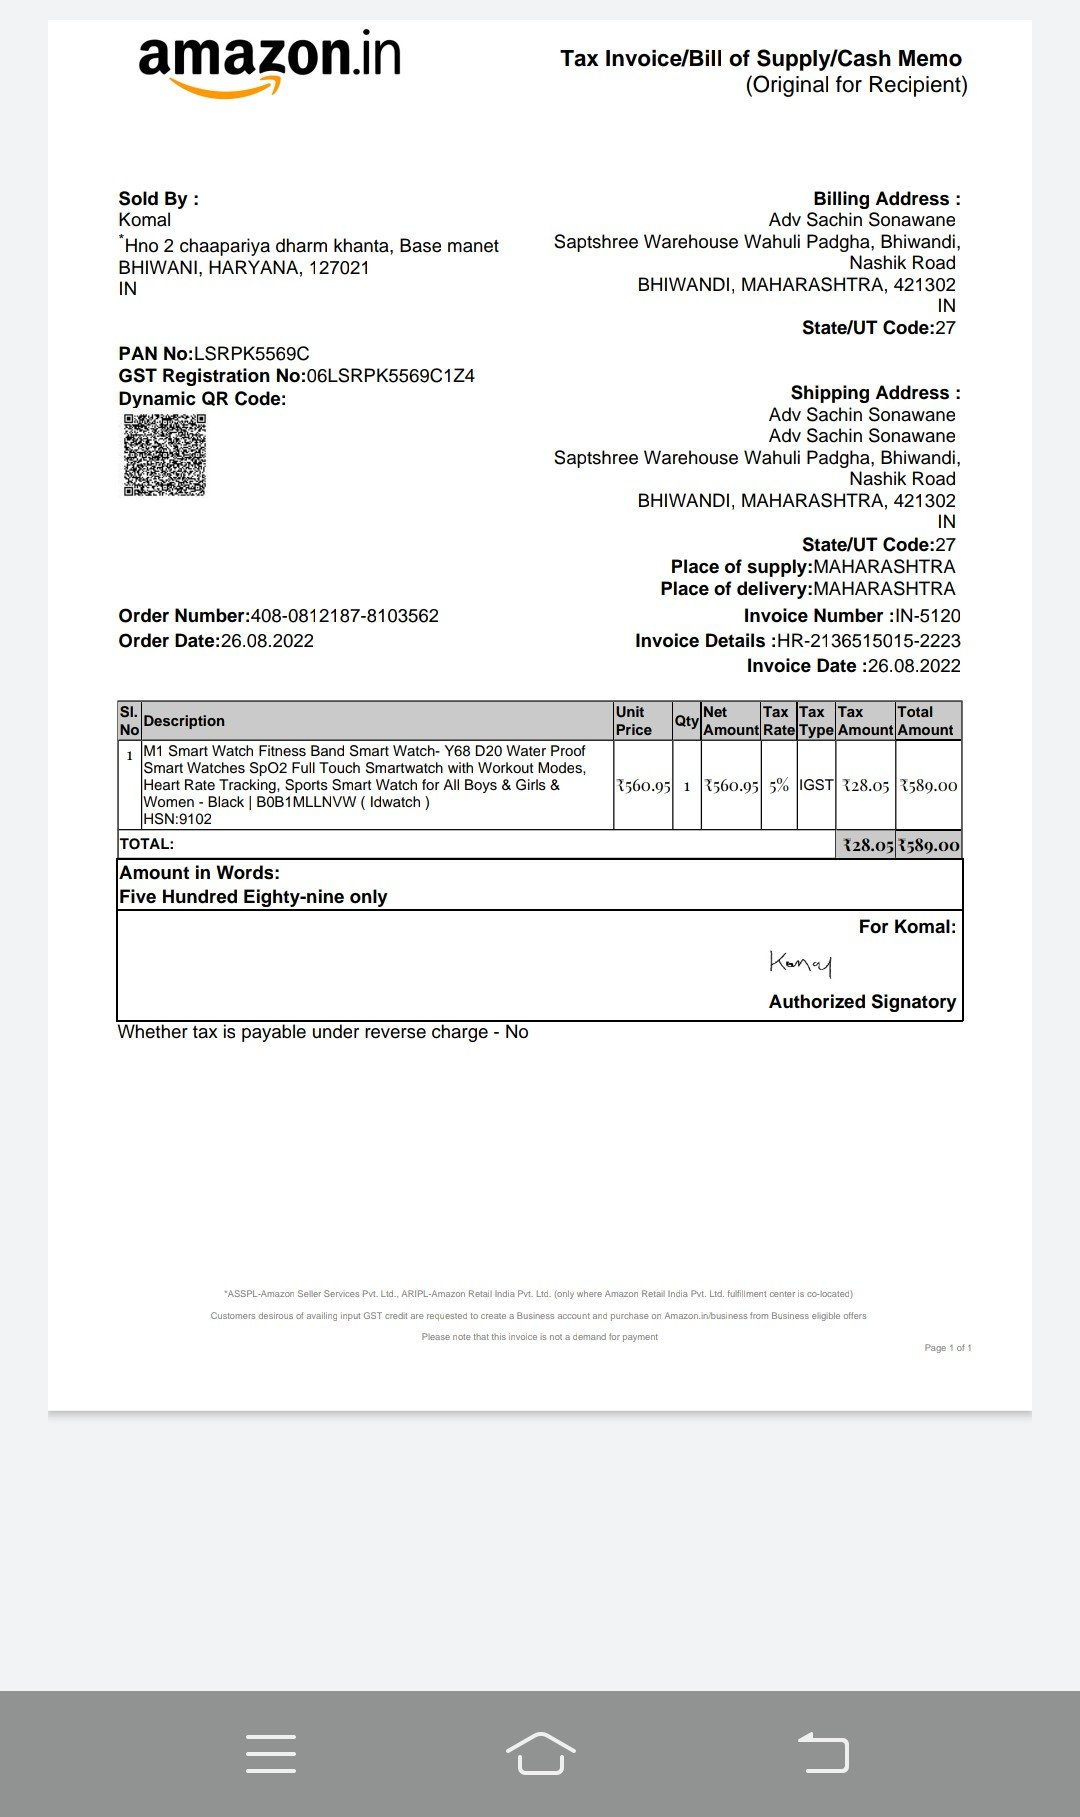 amazon.in
Tax Invoice/Bill of Supply/Cash Memo
(Original for Recipient)
Sold By :
Komal
*Hno 2 chaapariya dharm khanta, Base manet
BHIWANI, HARYANA, 127021
IN
Billing Address :
Adv Sachin Sonawane
Saptshree Warehouse Wahuli Padgha, Bhiwandi,
Nashik Road
BHIWANDI, MAHARASHTRA, 421302
IN
State/UT Code:27
PAN No:LSRPK5569C
GST Registration No:06LSRPK5569C1Z4
Dynamic QR Code:
Shipping Address :
Adv Sachin Sonawane
Adv Sachin Sonawane
Saptshree Warehouse Wahuli Padgha, Bhiwandi,
Nashik Road
BHIWANDI, MAHARASHTRA, 421302
IN
State/UT Code:27
Place of supply:MAHARASHTRA
Place of delivery:MAHARASHTRA
Order Number:408-0812187-8103562
Order Date:26.08.2022
Invoice Number :IN-5120
Invoice Details :HR-2136515015-2223
Invoice Date :26.08.2022
Sl. No Description Unit Price Qty Net Amount Tax Rate Tax Type Tax Amount Total Amount
1 M1 Smart Watch Fitness Band Smart Watch- Y68 D20 Water Proof
Smart Watches SpO2 Full Touch Smartwatch with Workout Modes,
Heart Rate Tracking, Sports Smart Watch for All Boys & Girls &
Women - Black | B0B1MLLNVW ( Idwatch )
HSN:9102
₹560.95 1 ₹560.95 5% IGST ₹28.05 ₹589.00
TOTAL: ₹28.05 ₹589.00
Amount in Words:
Five Hundred Eighty-nine only
For Komal:
Komal
Authorized Signatory
Whether tax is payable under reverse charge - No
*ASSPL-Amazon Seller Services Pvt. Ltd., ARIPL-Amazon Retail India Pvt. Ltd. (only where Amazon Retail India Pvt. Ltd. fulfillment center is co-located)
Customers desirous of availing input GST credit are requested to create a Business account and purchase on Amazon.in/business from Business eligible offers
Please note that this invoice is not a demand for payment
Page 1 of 1